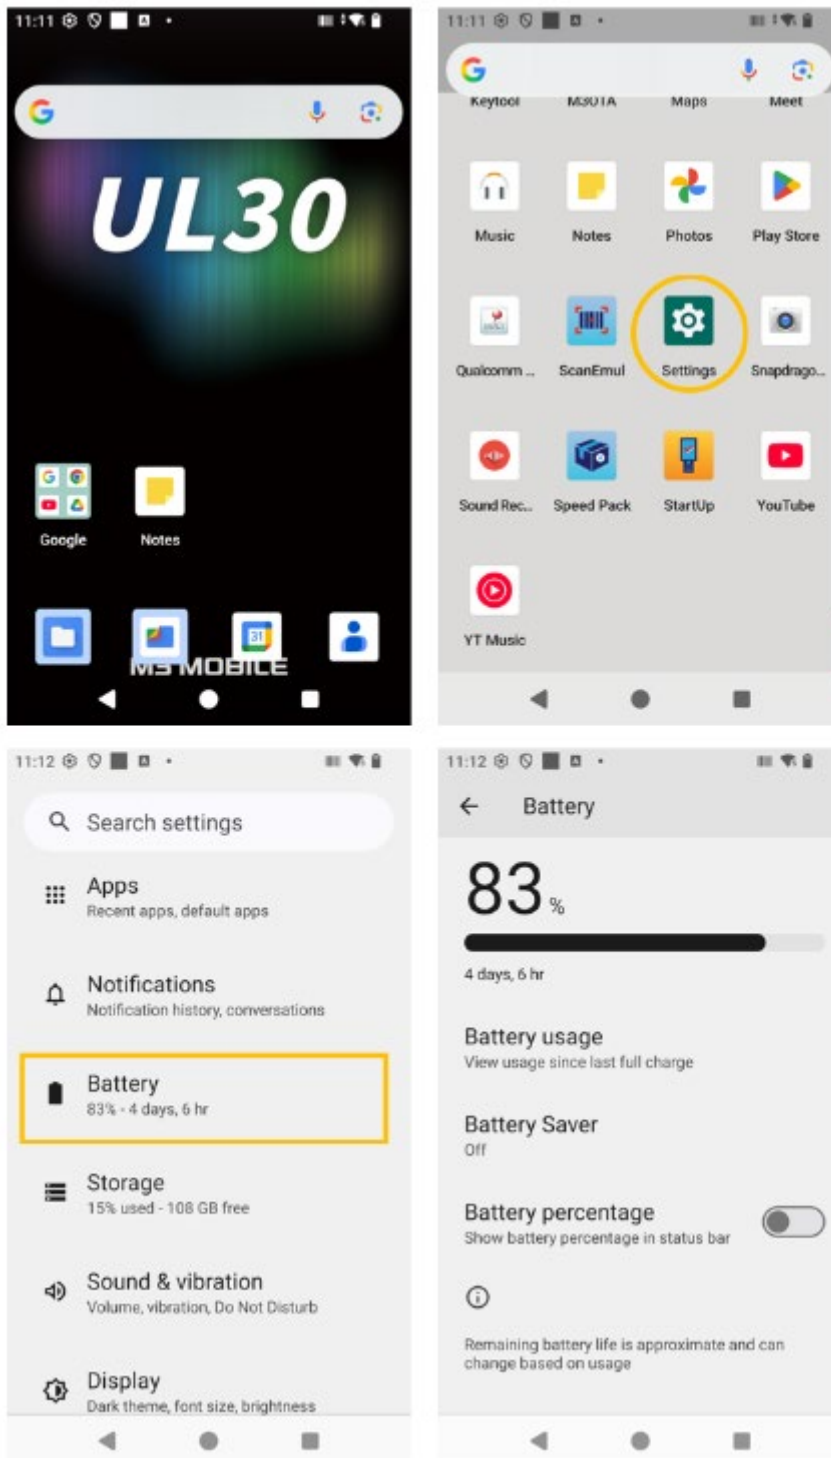 11:11
UL30
Google
Notes
31
M3 MOBILE
11:11
Keytool M3OTA Maps Meet
Music Notes Photos Play Store
Qualcomm ... ScanEmul Settings Snapdrago...
Sound Rec... Speed Pack StartUp YouTube
YT Music
11:12
Search settings
Apps
Recent apps, default apps
Notifications
Notification history, conversations
Battery
83% - 4 days, 6 hr
Storage
15% used - 108 GB free
Sound & vibration
Volume, vibration, Do Not Disturb
Display
Dark theme, font size, brightness
11:12
Battery
83 %
4 days, 6 hr
Battery usage
View usage since last full charge
Battery Saver
Off
Battery percentage
Show battery percentage in status bar
Remaining battery life is approximate and can
change based on usage